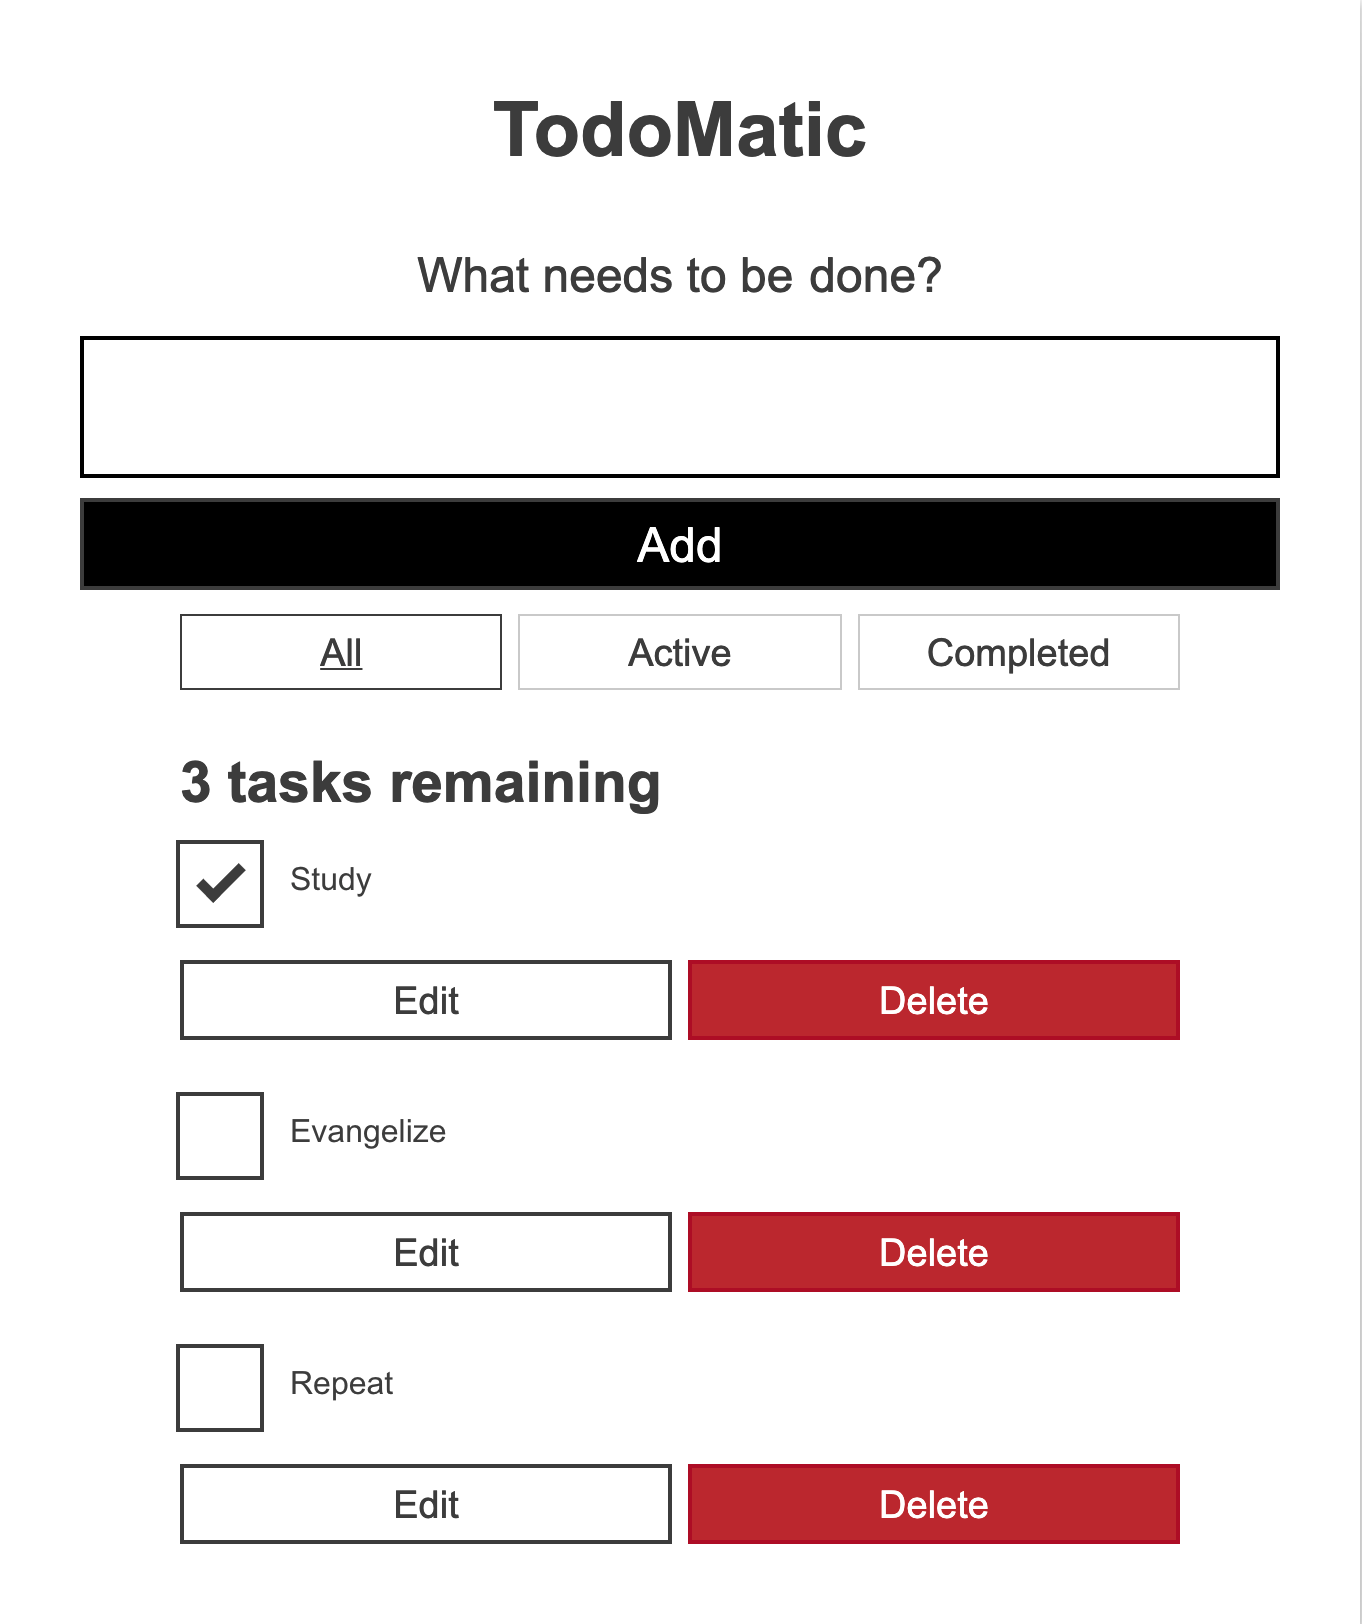 TodoMatic
What needs to be done?
Add
All Active Completed
3 tasks remaining
Study
Edit Delete
Evangelize
Edit Delete
Repeat
Edit Delete